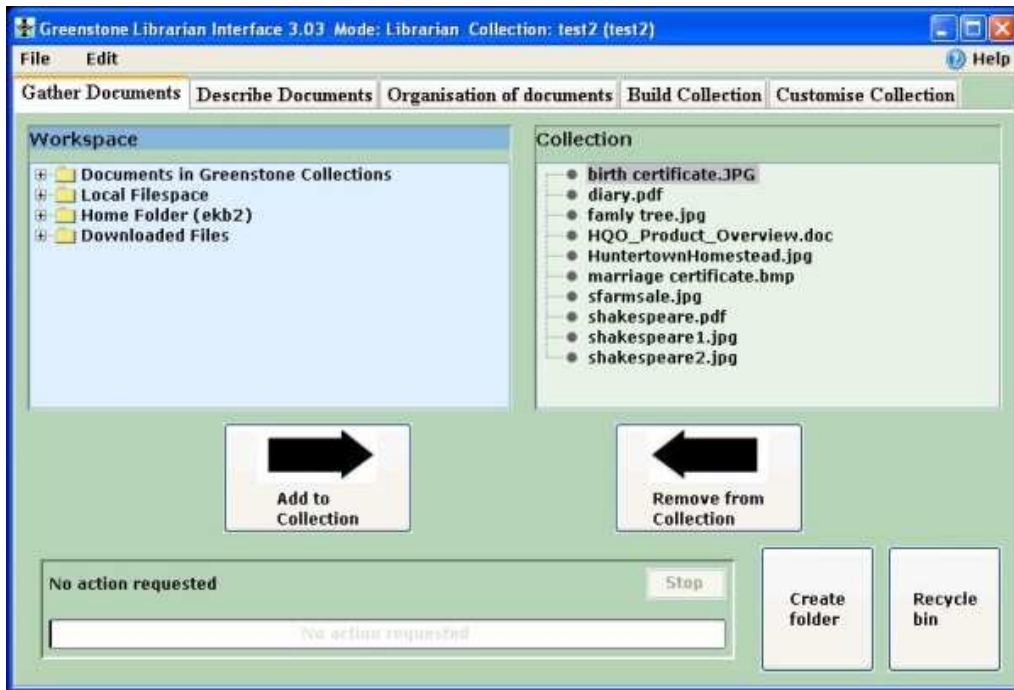 Greenstone Librarian Interface 3.03 Mode: Librarian Collection: test2 (test2)
File Edit Help
Gather Documents Describe Documents Organisation of documents Build Collection Customise Collection
Workspace
Documents in Greenstone Collections
Local Filespace
Home Folder (ekb2)
Downloaded Files
Collection
birth certificate.JPG
diary.pdf
famly tree.jpg
HQO_Product_Overview.doc
HuntertownHomestead.jpg
marriage certificate.bmp
sfarmsale.jpg
shakespeare.pdf
shakespeare1.jpg
shakespeare2.jpg
Add to
Collection
Remove from
Collection
No action requested
Stop
No action requested
Create
folder
Recycle
bin